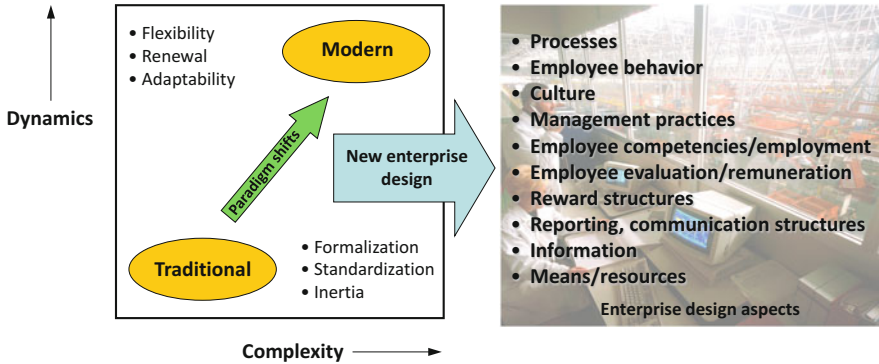 Dynamics
• Flexibility
• Renewal
• Adaptability
Modern
Paradigm shifts
New enterprise
design
Traditional
• Formalization
• Standardization
• Inertia
Complexity
• Processes
• Employee behavior
• Culture
• Management practices
• Employee competencies/employment
• Employee evaluation/remuneration
• Reward structures
• Reporting, communication structures
• Information
• Means/resources
Enterprise design aspects